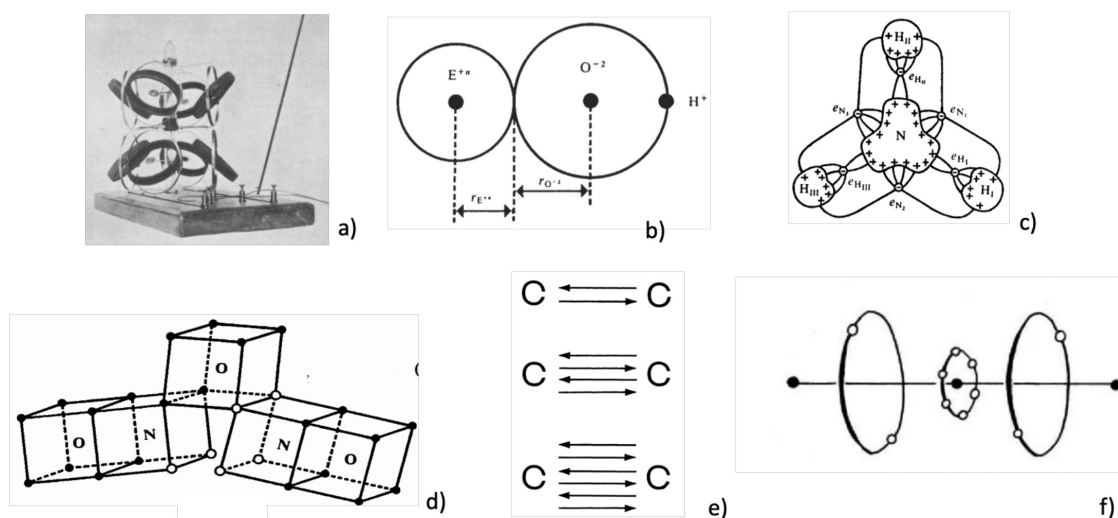 a)
E⁺ⁿ
O⁻²
H⁺
r_E⁺ⁿ
r_O⁻²
b)
H_II
e_H_II
e_N_3
e_N_1
N
e_H_I
e_H_III
H_III
H_I
e_N_2
c)
O
O N
N O
d)
C C
C C
C C
e)
f)